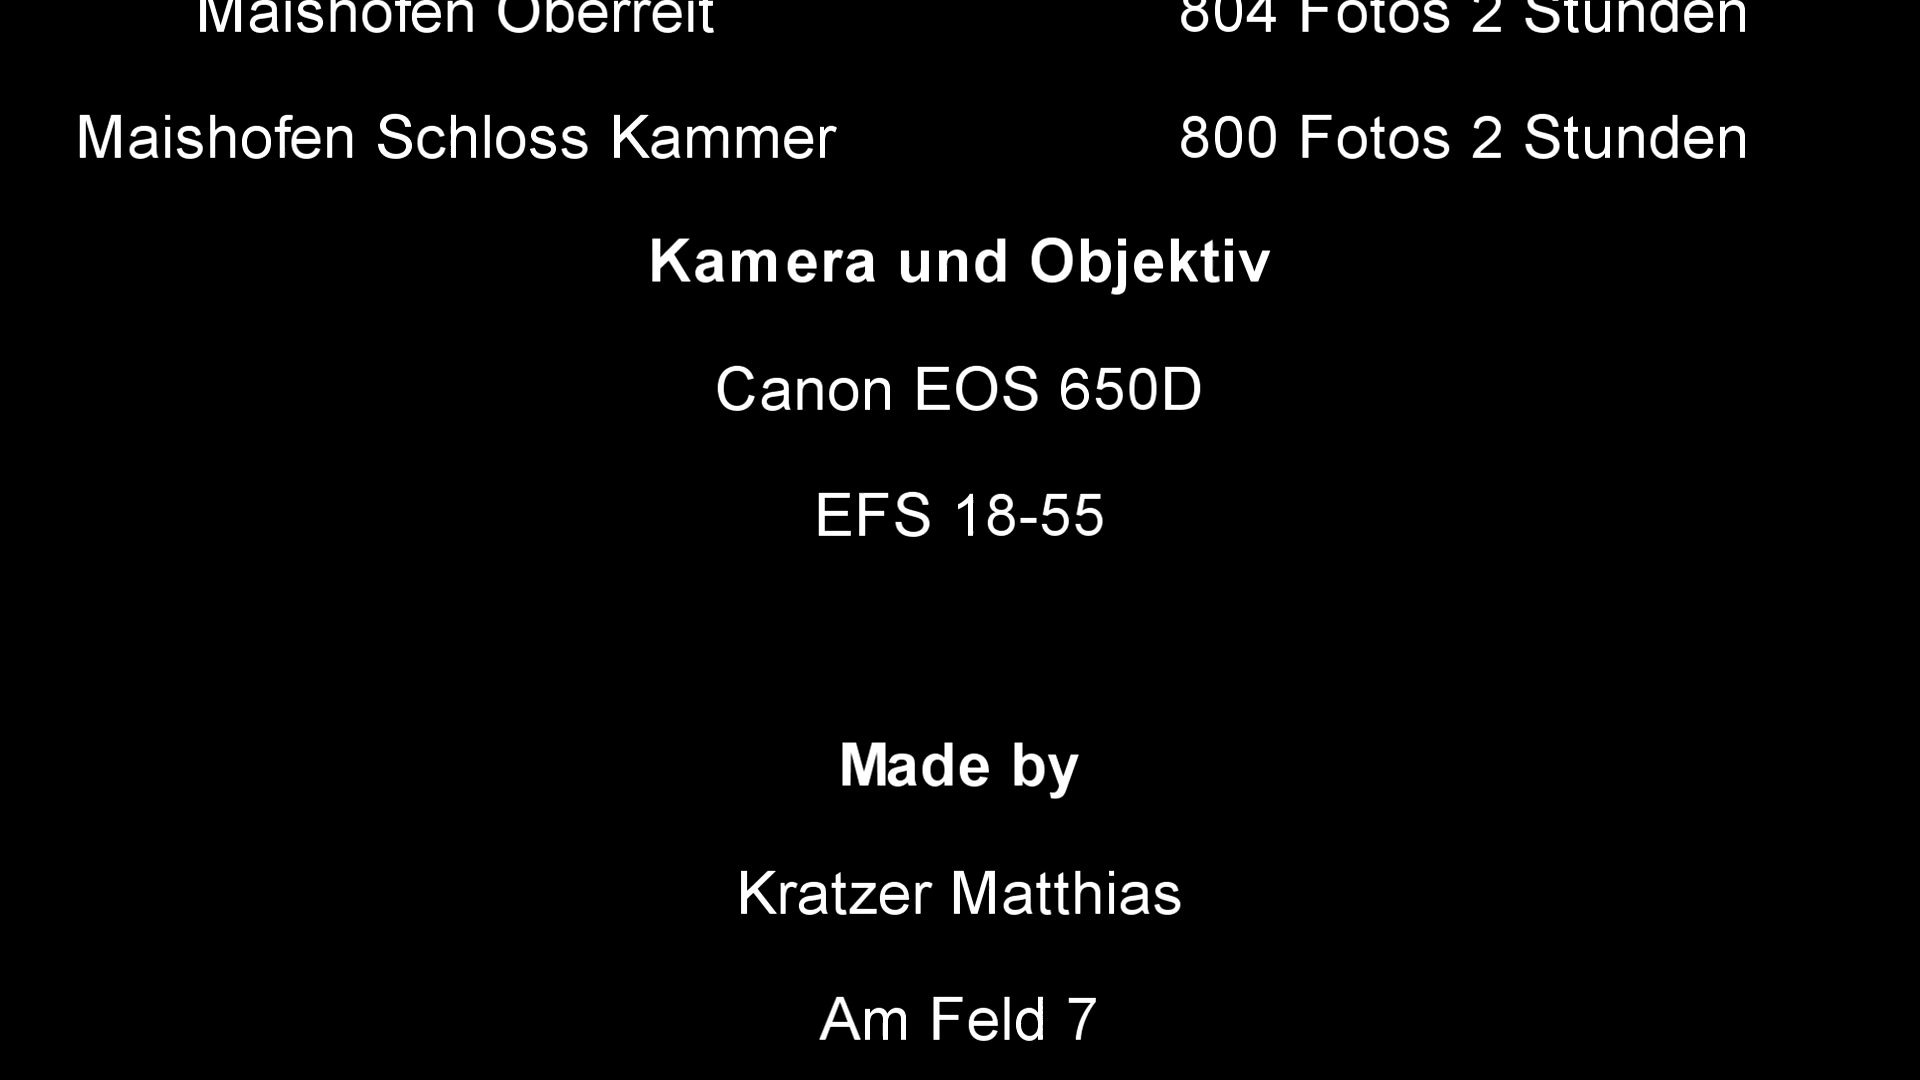 Maishofen Oberreit 804 Fotos 2 Stunden
Maishofen Schloss Kammer 800 Fotos 2 Stunden
Kamera und Objektiv
Canon EOS 650D
EFS 18-55
Made by
Kratzer Matthias
Am Feld 7